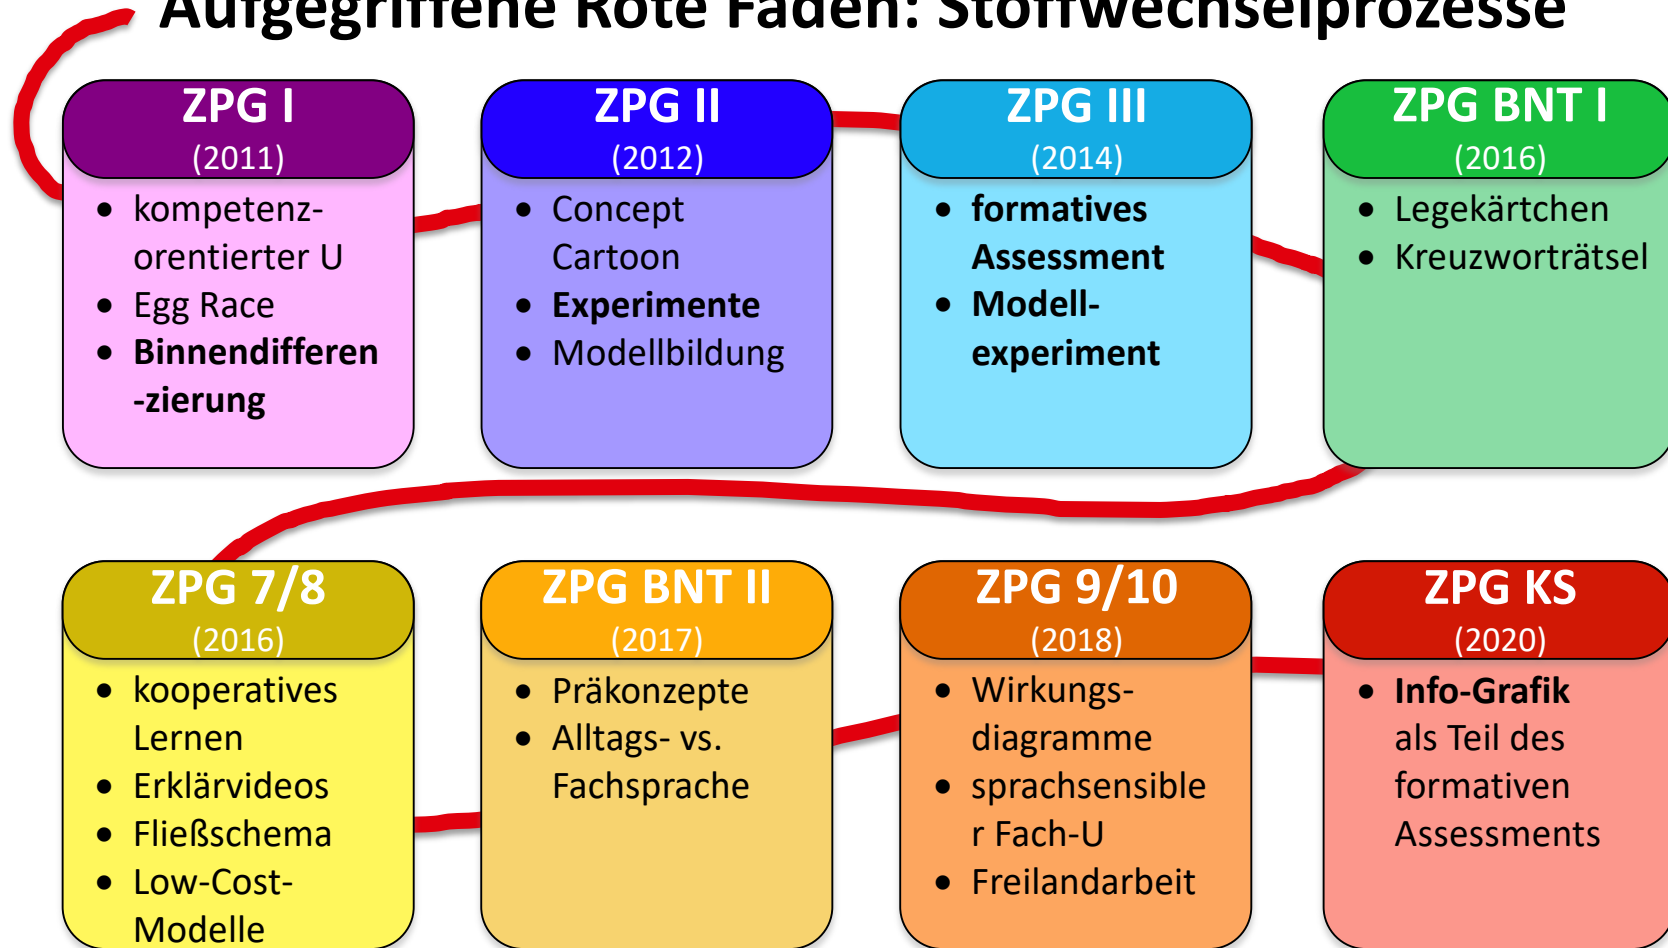 Aufgegriffene Rote Fäden: Stoffwechselprozesse
ZPG I
(2011)
• kompetenz-
orentierter U
• Egg Race
• Binnendifferen
-zierung
ZPG II
(2012)
• Concept
Cartoon
• Experimente
• Modellbildung
ZPG III
(2014)
• formatives
Assessment
• Modell-
experiment
ZPG BNT I
(2016)
• Legekärtchen
• Kreuzworträtsel
ZPG 7/8
(2016)
• kooperatives
Lernen
• Erklärvideos
• Fließschema
• Low-Cost-
Modelle
ZPG BNT II
(2017)
• Präkonzepte
• Alltags- vs.
Fachsprache
ZPG 9/10
(2018)
• Wirkungs-
diagramme
• sprachsensible
r Fach-U
• Freilandarbeit
ZPG KS
(2020)
• Info-Grafik
als Teil des
formativen
Assessments